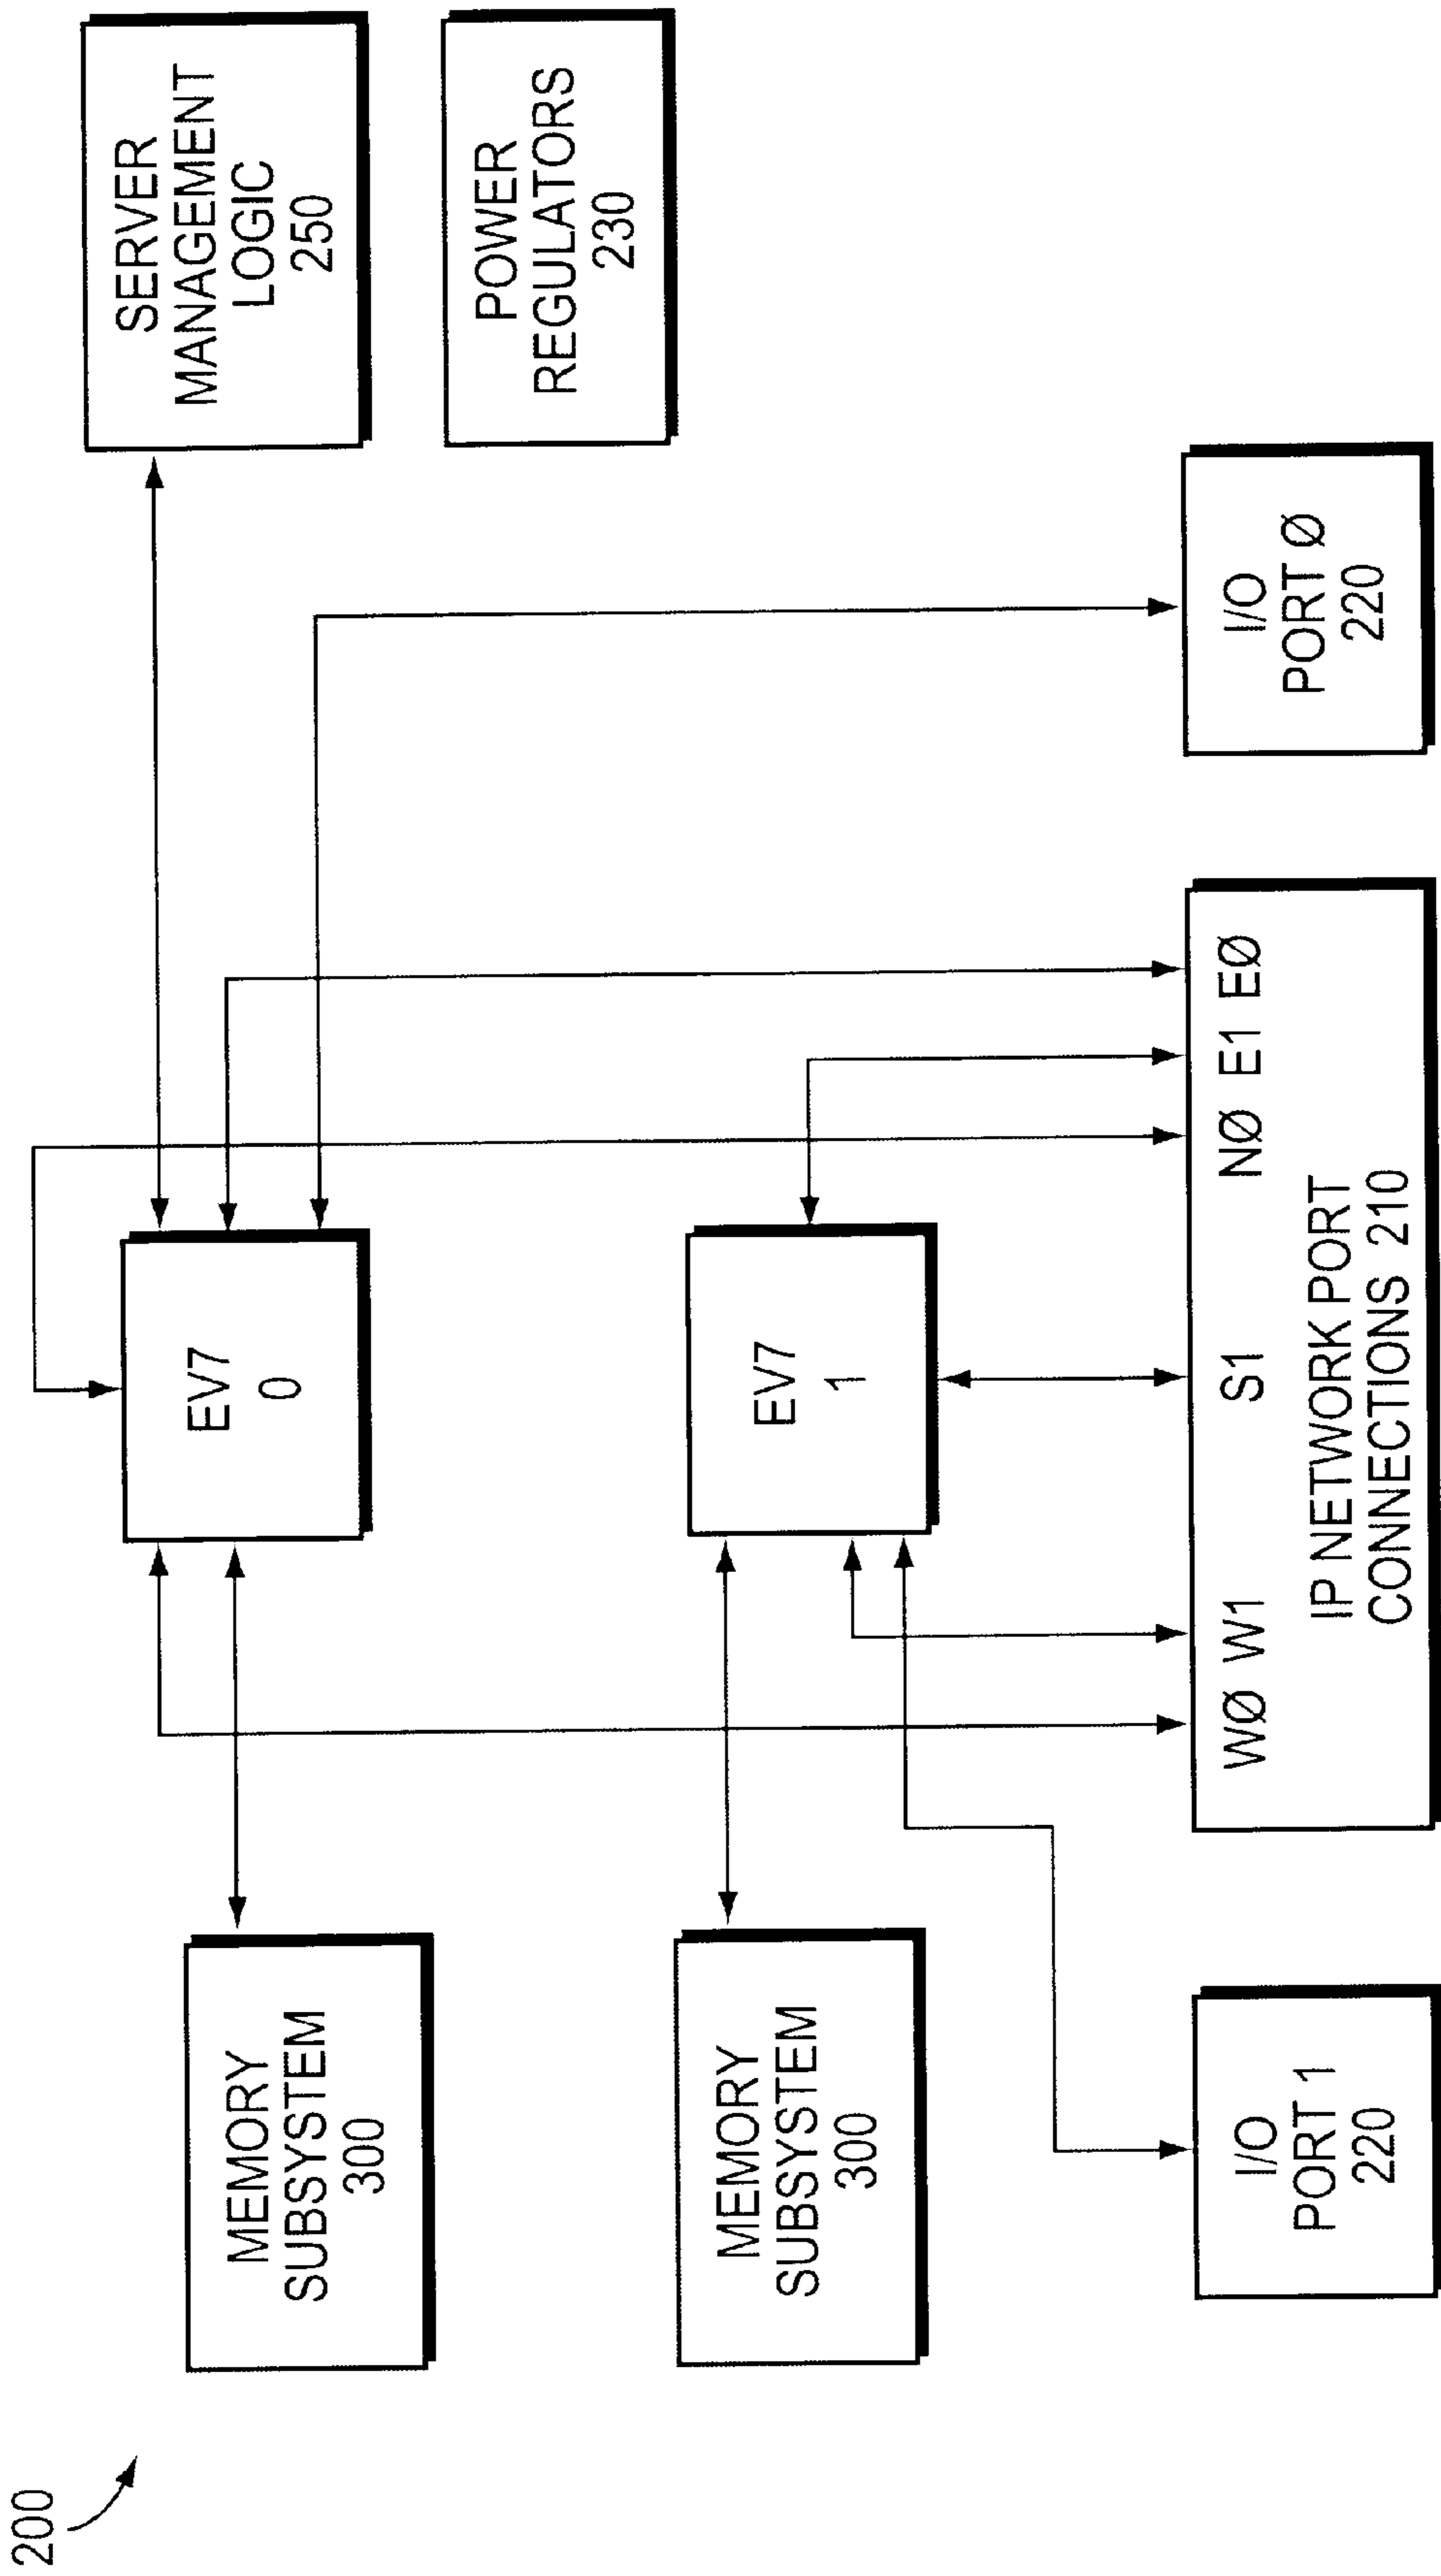 200
MEMORY
SUBSYSTEM
300
EV7
0
SERVER
MANAGEMENT
LOGIC
250
POWER
REGULATORS
230
MEMORY
SUBSYSTEM
300
EV7
1
I/O
PORT 1
220
WØ W1 S1 NØ E1 EØ
IP NETWORK PORT
CONNECTIONS 210
I/O
PORT Ø
220